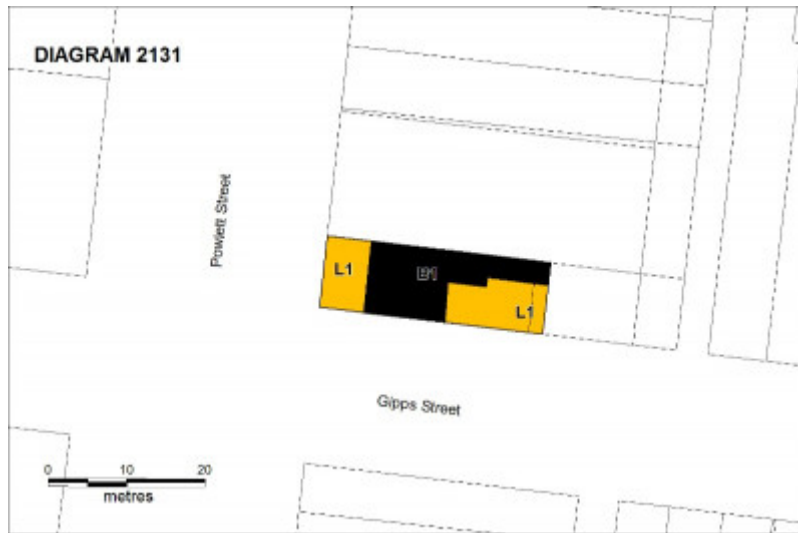 DIAGRAM 2131
Powlett Street
L1
B1
L1
Gipps Street
0 10 20
metres